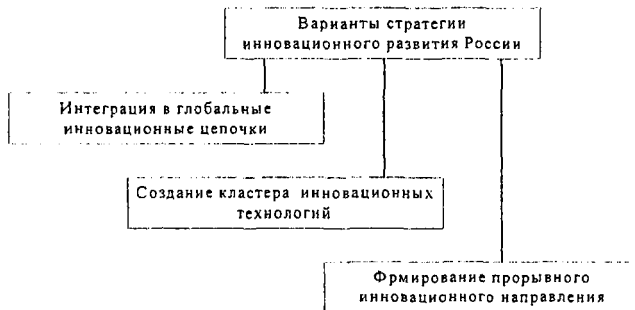 Варианты стратегии
инновационного развития России
Интеграция в глобальные
инновационные цепочки
Создание кластера инновационных
технологий
Фрмирование прорывного
инновационного направления